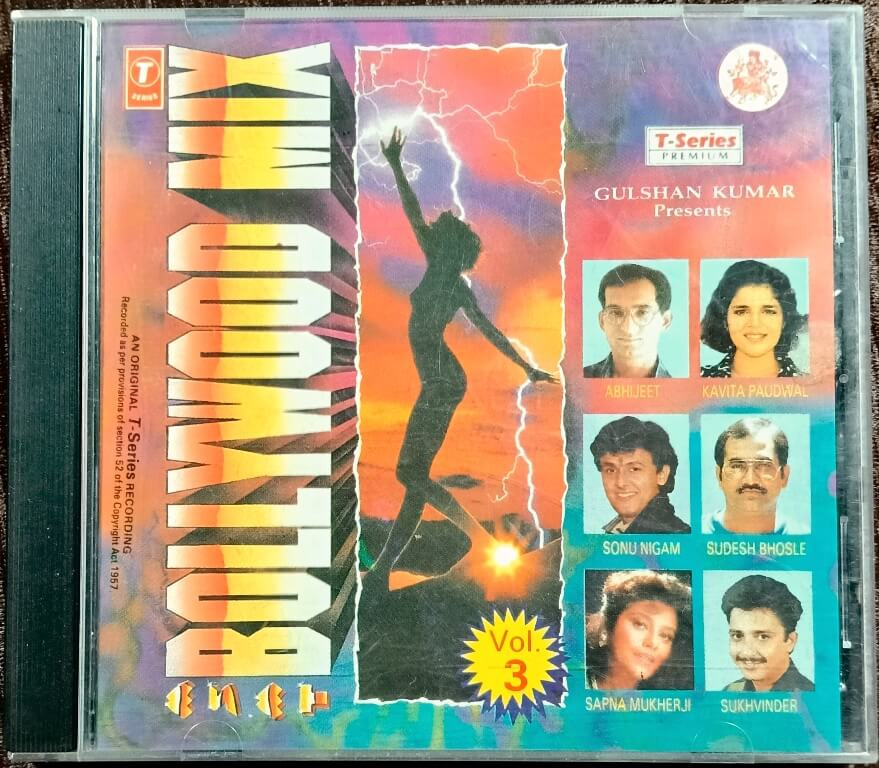 T
SERIES
BOLLYWOOD MIX
AN ORIGINAL T-Series RECORDING
Recorded as per provisions of section 52 of the Copyright Act 1957.
Vol.
3
T-Series
PREMIUM
GULSHAN KUMAR
Presents
ABHIJEET KAVITA PAUDWAL
SONU NIGAM SUDESH BHOSLE
SAPNA MUKHERJI SUKHVINDER